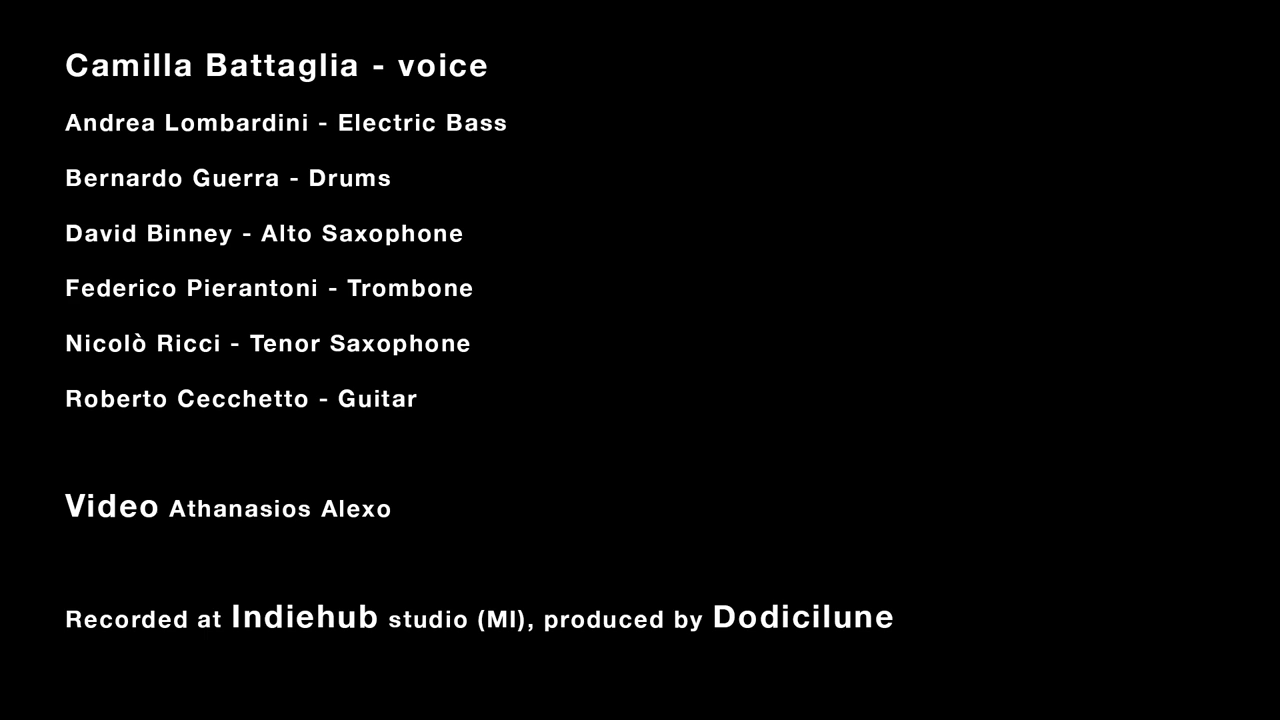 Camilla Battaglia - voice
Andrea Lombardini - Electric Bass
Bernardo Guerra - Drums
David Binney - Alto Saxophone
Federico Pierantoni - Trombone
Nicolò Ricci - Tenor Saxophone
Roberto Cecchetto - Guitar
Video Athanasios Alexo
Recorded at Indiehub studio (MI), produced by Dodicilune